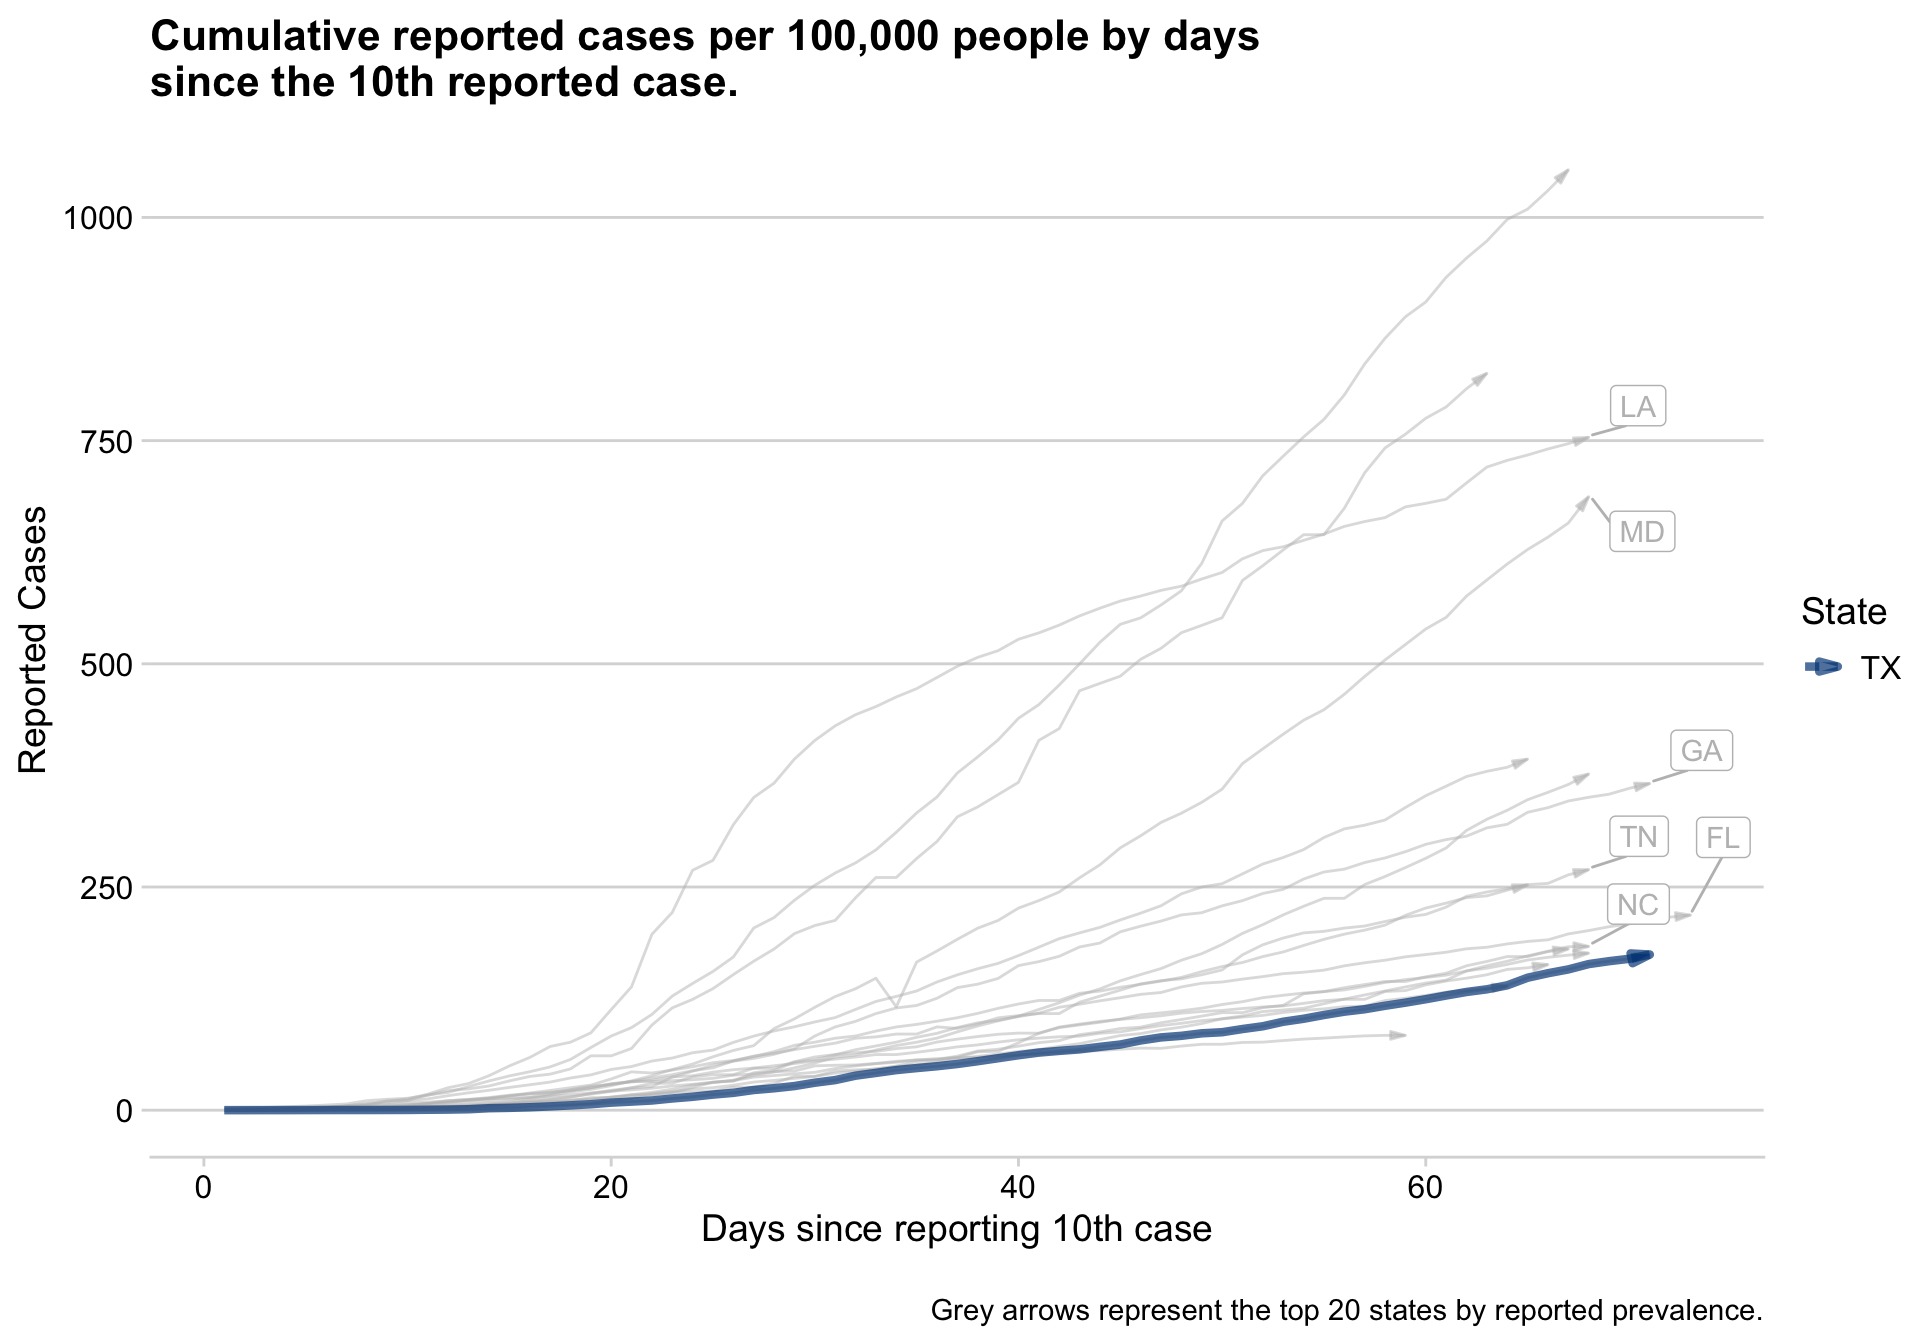 Cumulative reported cases per 100,000 people by days
since the 10th reported case.
1000
750
500
250
0
Reported Cases
LA
MD
GA
TN
FL
NC
State
TX
0
20
40
60
Days since reporting 10th case
Grey arrows represent the top 20 states by reported prevalence.